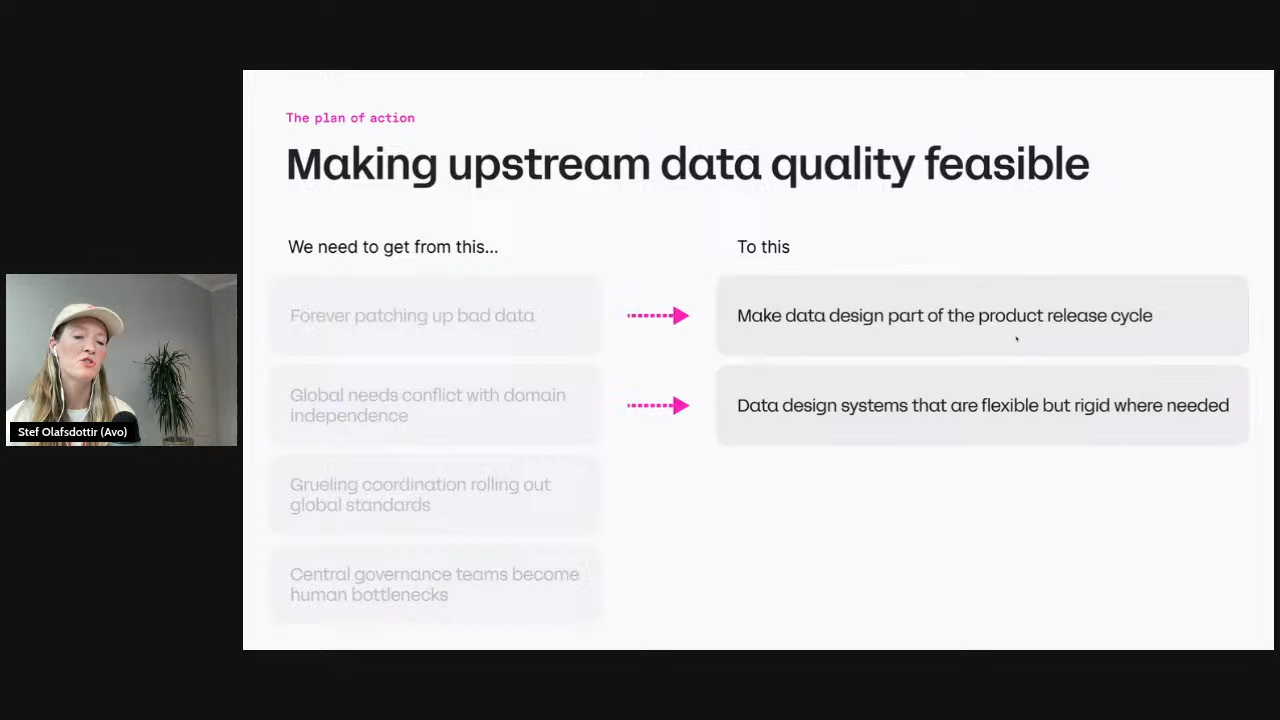 The plan of action
Making upstream data quality feasible
We need to get from this...
To this
Forever patching up bad data
Make data design part of the product release cycle
Global needs conflict with domain
independence
Data design systems that are flexible but rigid where needed
Grueling coordination rolling out
global standards
Central governance teams become
human bottlenecks
Stef Olafsdottir (Avo)